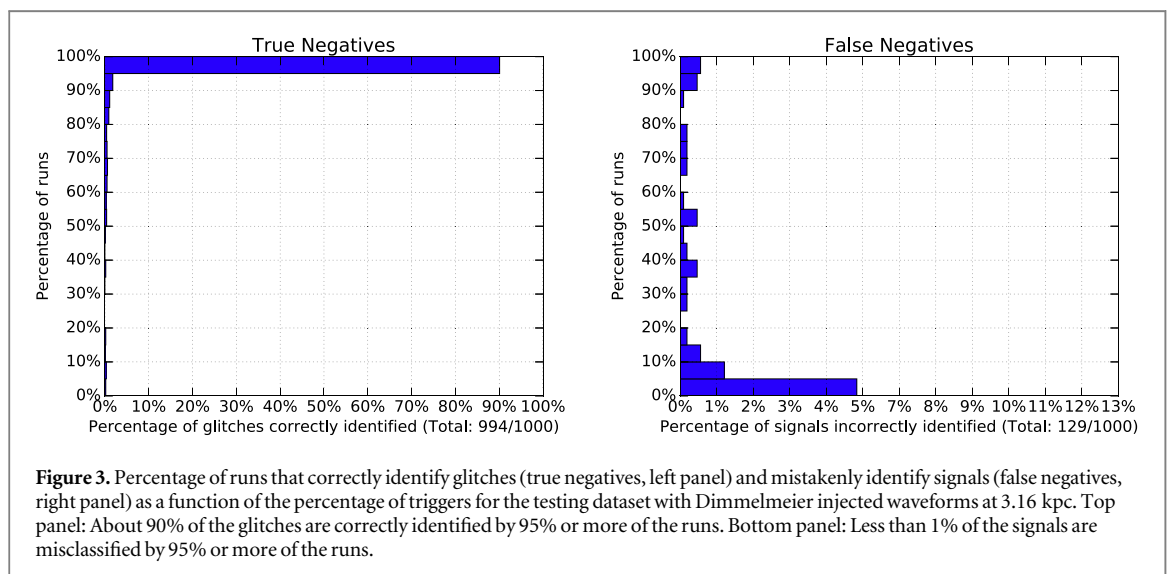 True Negatives
100%
90%
80%
70%
60%
50%
40%
30%
20%
10%
0%
Percentage of runs
0% 10% 20% 30% 40% 50% 60% 70% 80% 90% 100%
Percentage of glitches correctly identified (Total: 994/1000)
False Negatives
100%
90%
80%
70%
60%
50%
40%
30%
20%
10%
0%
Percentage of runs
0% 1% 2% 3% 4% 5% 6% 7% 8% 9% 10% 11% 12% 13%
Percentage of signals incorrectly identified (Total: 129/1000)
Figure 3. Percentage of runs that correctly identify glitches (true negatives, left panel) and mistakenly identify signals (false negatives,
right panel) as a function of the percentage of triggers for the testing dataset with Dimmelmeier injected waveforms at 3.16 kpc. Top
panel: About 90% of the glitches are correctly identified by 95% or more of the runs. Bottom panel: Less than 1% of the signals are
misclassified by 95% or more of the runs.